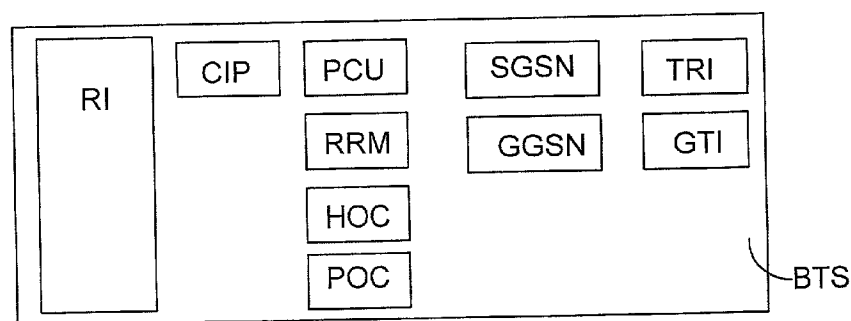 RI
CIP
PCU
SGSN
TRI
RRM
GGSN
GTI
HOC
POC
BTS